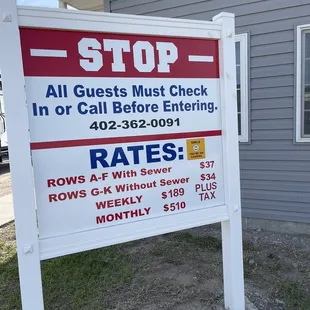 STOP
All Guests Must Check
In or Call Before Entering.
402-362-0091
RATES:
ROWS A-F With Sewer $37
ROWS G-K Without Sewer $34
WEEKLY $189 PLUS
MONTHLY $510 TAX